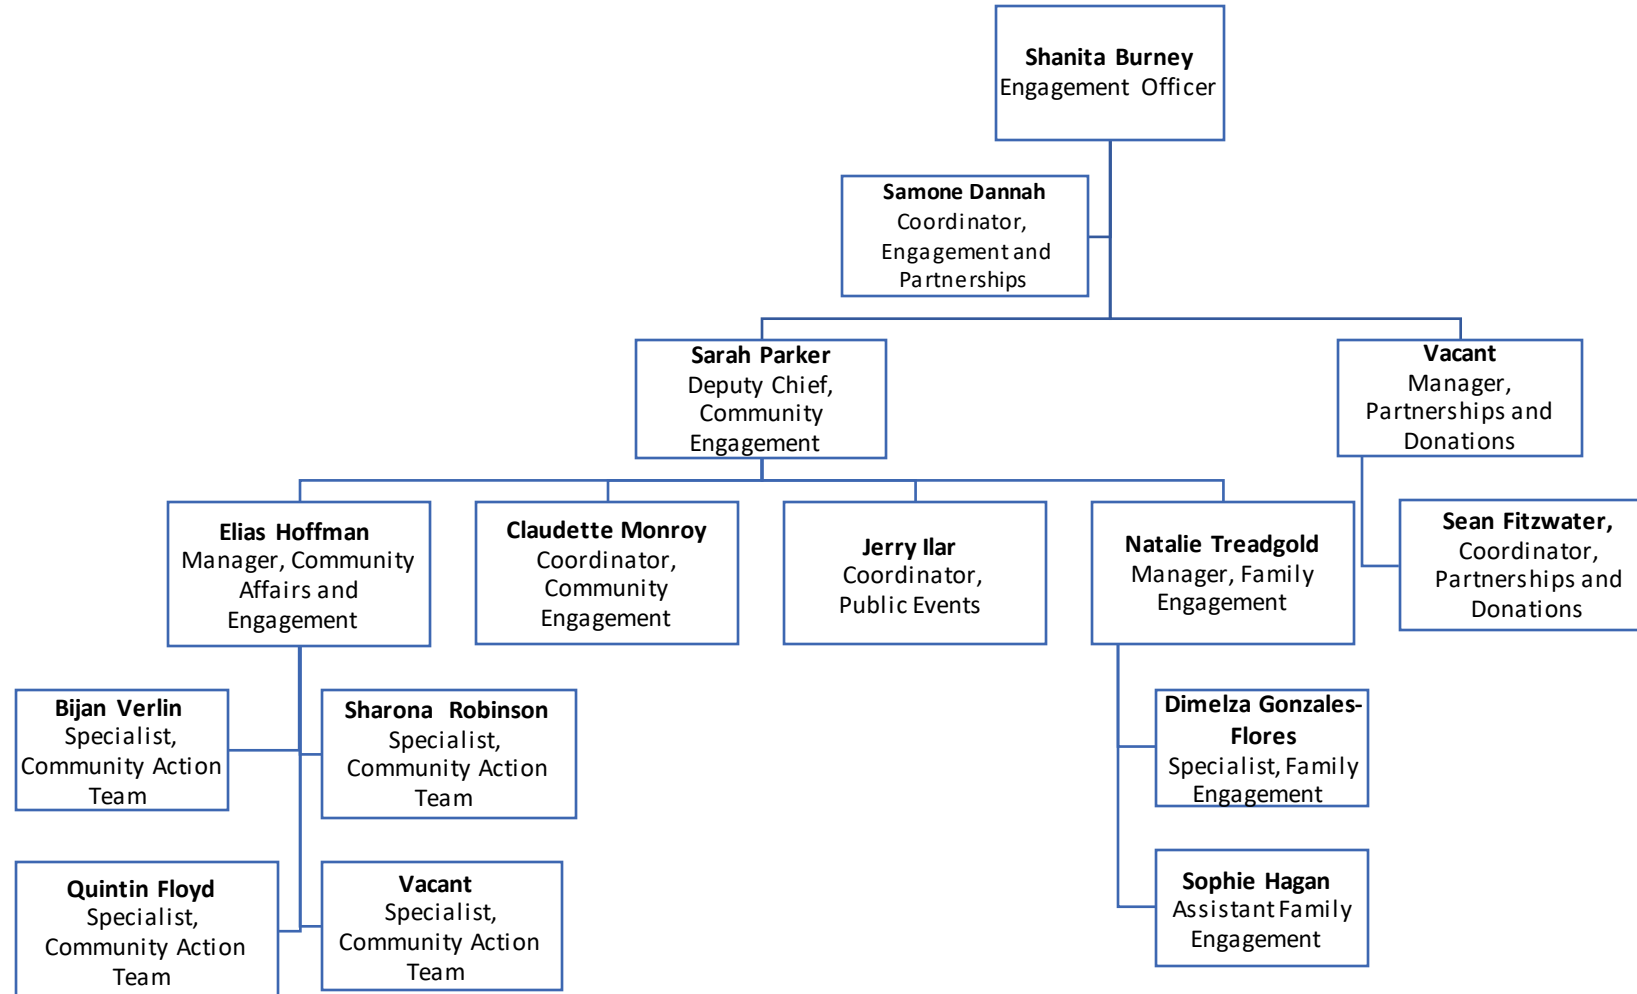 Shanita Burney
Engagement Officer
Samone Dannah
Coordinator,
Engagement and
Partnerships
Sarah Parker
Deputy Chief,
Community
Engagement
Vacant
Manager,
Partnerships and
Donations
Elias Hoffman
Manager, Community
Affairs and
Engagement
Claudette Monroy
Coordinator,
Community
Engagement
Jerry Ilar
Coordinator,
Public Events
Natalie Treadgold
Manager, Family
Engagement
Sean Fitzwater,
Coordinator,
Partnerships and
Donations
Bijan Verlin
Specialist,
Community Action
Team
Sharona Robinson
Specialist,
Community Action
Team
Dimelza Gonzales-
Flores
Specialist, Family
Engagement
Quintin Floyd
Specialist,
Community Action
Team
Vacant
Specialist,
Community Action
Team
Sophie Hagan
Assistant Family
Engagement